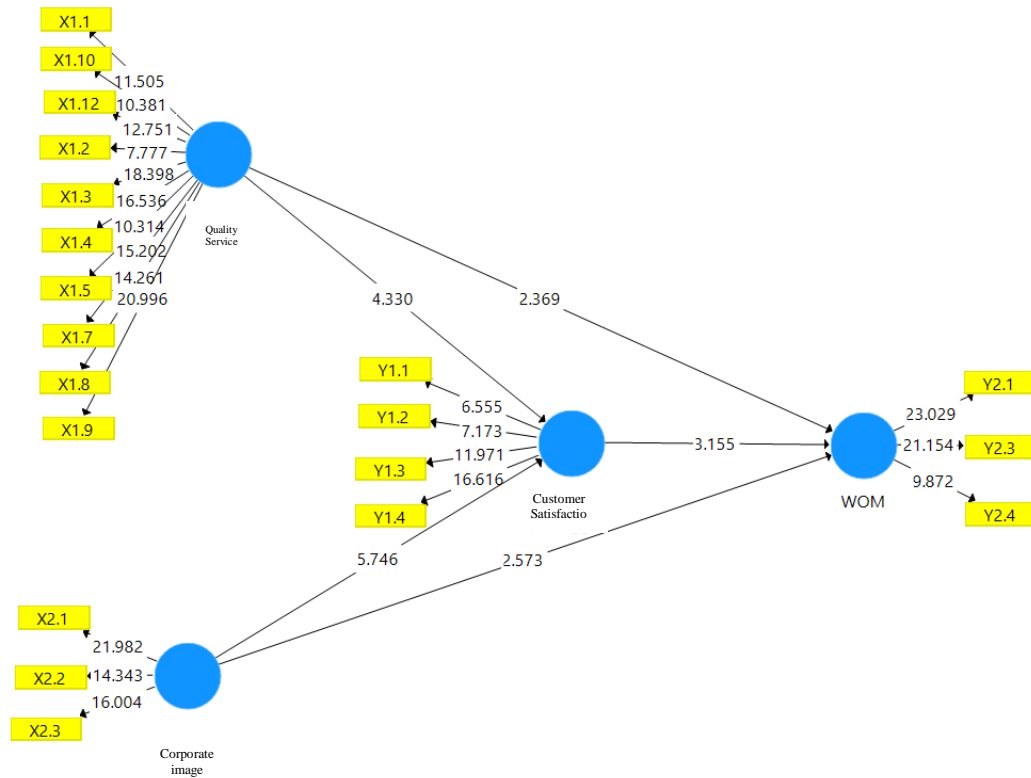 X1.1
X1.10
X1.12
X1.2
X1.3
X1.4
X1.5
X1.7
X1.8
X1.9
11.505
10.381
12.751
7.777
18.398
16.536
10.314
15.202
14.261
20.996
Quality
Service
4.330
2.369
Y1.1
Y1.2
Y1.3
Y1.4
6.555
7.173
11.971
16.616
Customer
Satisfactio
3.155
5.746
2.573
WOM
Y2.1
Y2.3
Y2.4
23.029
21.154
9.872
X2.1
X2.2
X2.3
21.982
14.343
16.004
Corporate
image